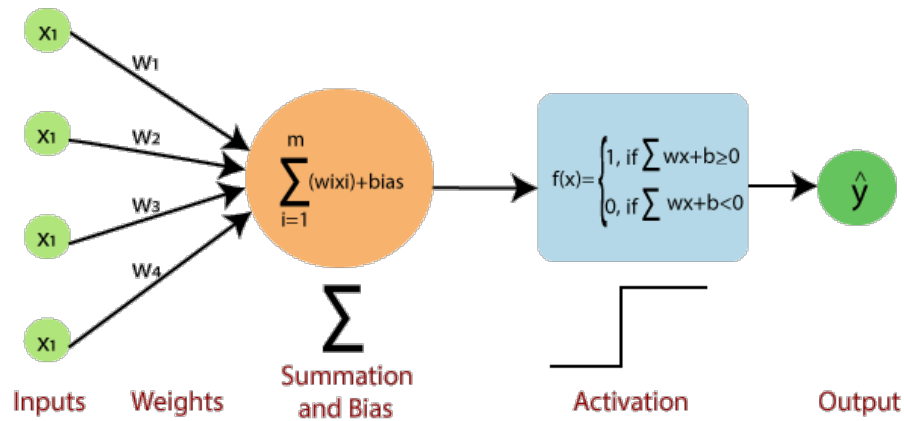 x1
w1
x1
w2
x1
w3
x1
w4
m
∑(wixi)+bias
i=1
f(x)={1, if ∑ wx+b≥0
0, if ∑ wx+b<0
ŷ
∑
Inputs
Weights
Summation
and Bias
Activation
Output